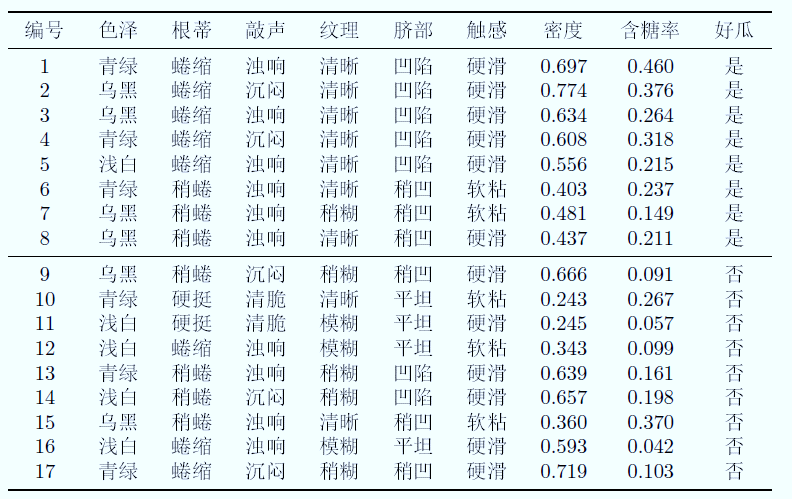 编号 色泽 根蒂 敲声 纹理 脐部 触感 密度 含糖率 好瓜
1 青绿 蜷缩 浊响 清晰 凹陷 硬滑 0.697 0.460 是
2 乌黑 蜷缩 沉闷 清晰 凹陷 硬滑 0.774 0.376 是
3 乌黑 蜷缩 浊响 清晰 凹陷 硬滑 0.634 0.264 是
4 青绿 蜷缩 沉闷 清晰 凹陷 硬滑 0.608 0.318 是
5 浅白 蜷缩 浊响 清晰 凹陷 硬滑 0.556 0.215 是
6 青绿 稍蜷 浊响 清晰 稍凹 软粘 0.403 0.237 是
7 乌黑 稍蜷 浊响 稍糊 稍凹 软粘 0.481 0.149 是
8 乌黑 稍蜷 浊响 清晰 稍凹 硬滑 0.437 0.211 是
9 乌黑 稍蜷 沉闷 稍糊 稍凹 硬滑 0.666 0.091 否
10 青绿 硬挺 清脆 清晰 平坦 软粘 0.243 0.267 否
11 浅白 硬挺 清脆 模糊 平坦 硬滑 0.245 0.057 否
12 浅白 蜷缩 浊响 模糊 平坦 软粘 0.343 0.099 否
13 青绿 稍蜷 浊响 稍糊 凹陷 硬滑 0.639 0.161 否
14 浅白 稍蜷 沉闷 稍糊 凹陷 硬滑 0.657 0.198 否
15 乌黑 稍蜷 浊响 清晰 稍凹 软粘 0.360 0.370 否
16 浅白 蜷缩 浊响 模糊 平坦 硬滑 0.593 0.042 否
17 青绿 蜷缩 沉闷 稍糊 稍凹 硬滑 0.719 0.103 否